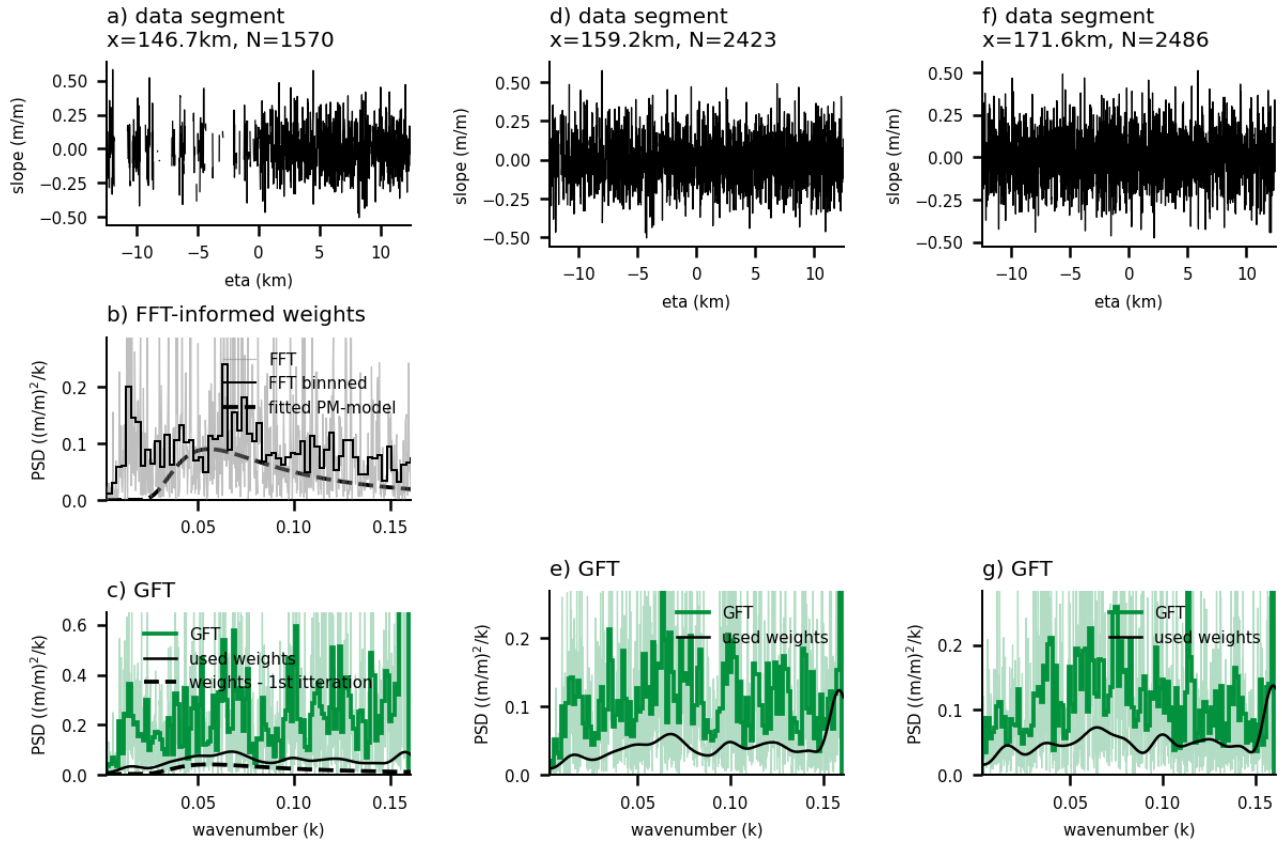 a) data segment
x=146.7km, N=1570
0.50
0.25
0.00
−0.25
−0.50
slope (m/m)
−10
−5
0
5
10
eta (km)
d) data segment
x=159.2km, N=2423
0.50
0.25
0.00
−0.25
−0.50
slope (m/m)
−10
−5
0
5
10
eta (km)
f) data segment
x=171.6km, N=2486
0.50
0.25
0.00
−0.25
−0.50
slope (m/m)
−10
−5
0
5
10
eta (km)
b) FFT-informed weights
FFT
FFT binnned
fitted PM-model
0.2
0.1
0.0
PSD ((m/m)²/k)
0.05
0.10
0.15
c) GFT
GFT
used weights
weights - 1st itteration
0.6
0.4
0.2
0.0
PSD ((m/m)²/k)
0.05
0.10
0.15
wavenumber (k)
e) GFT
GFT
used weights
0.2
0.1
0.0
PSD ((m/m)²/k)
0.05
0.10
0.15
wavenumber (k)
g) GFT
GFT
used weights
0.2
0.1
0.0
PSD ((m/m)²/k)
0.05
0.10
0.15
wavenumber (k)